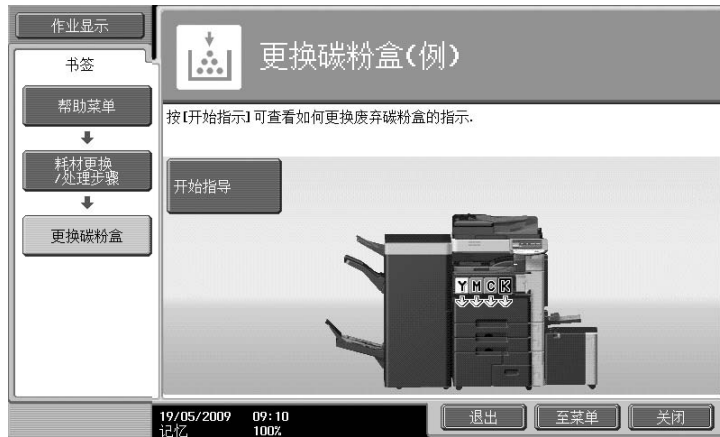 作业显示
书签
帮助菜单
耗材更换
/处理步骤
更换碳粉盒
更换碳粉盒(例)
按[开始指示]可查看如何更换废弃碳粉盒的指示.
开始指导
Y M C K
19/05/2009 09:10
记忆 100%
退出
至菜单
关闭